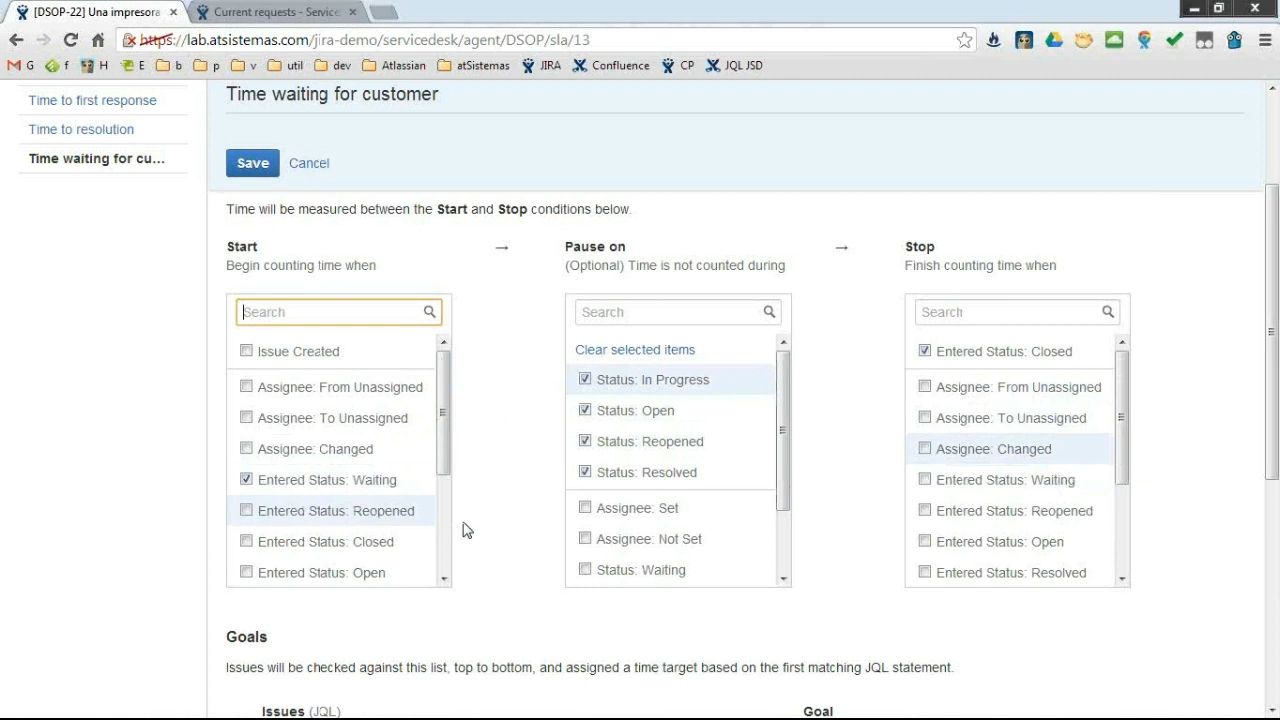 [DSOP-22] Una impresora
Current requests - Service
https://lab.atsistemas.com/jira-demo/servicedesk/agent/DSOP/sla/13
G f H E b p v util dev Atlassian atSistemas JIRA Confluence CP JQL JSD
Time to first response
Time to resolution
Time waiting for cu...
Time waiting for customer
Save Cancel
Time will be measured between the Start and Stop conditions below.
Start → Pause on → Stop
Begin counting time when (Optional) Time is not counted during Finish counting time when
Search
Issue Created
Assignee: From Unassigned
Assignee: To Unassigned
Assignee: Changed
Entered Status: Waiting
Entered Status: Reopened
Entered Status: Closed
Entered Status: Open
Search
Clear selected items
Status: In Progress
Status: Open
Status: Reopened
Status: Resolved
Assignee: Set
Assignee: Not Set
Status: Waiting
Search
Entered Status: Closed
Assignee: From Unassigned
Assignee: To Unassigned
Assignee: Changed
Entered Status: Waiting
Entered Status: Reopened
Entered Status: Open
Entered Status: Resolved
Goals
Issues will be checked against this list, top to bottom, and assigned a time target based on the first matching JQL statement.
Issues (JQL) Goal